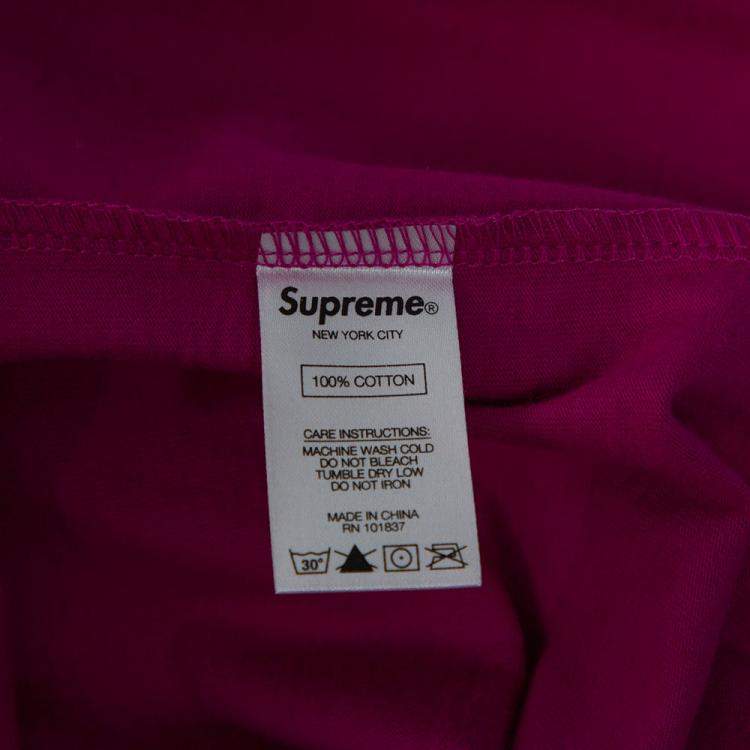 Supreme®
NEW YORK CITY
100% COTTON
CARE INSTRUCTIONS:
MACHINE WASH COLD
DO NOT BLEACH
TUMBLE DRY LOW
DO NOT IRON
MADE IN CHINA
RN 101837
30°